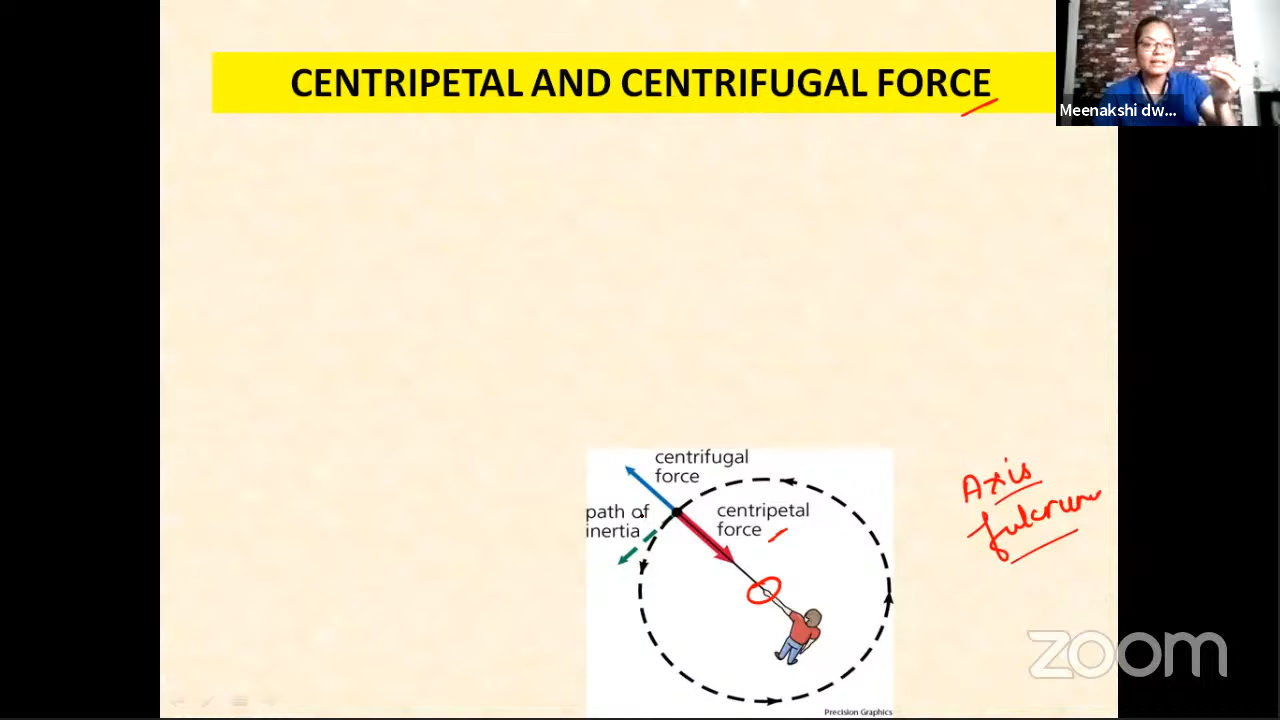 CENTRIPETAL AND CENTRIFUGAL FORCE
Meenakshi dw...
centrifugal
force
path of
inertia
centripetal
force
Axis
fulcrum
Precision Graphics
zoom